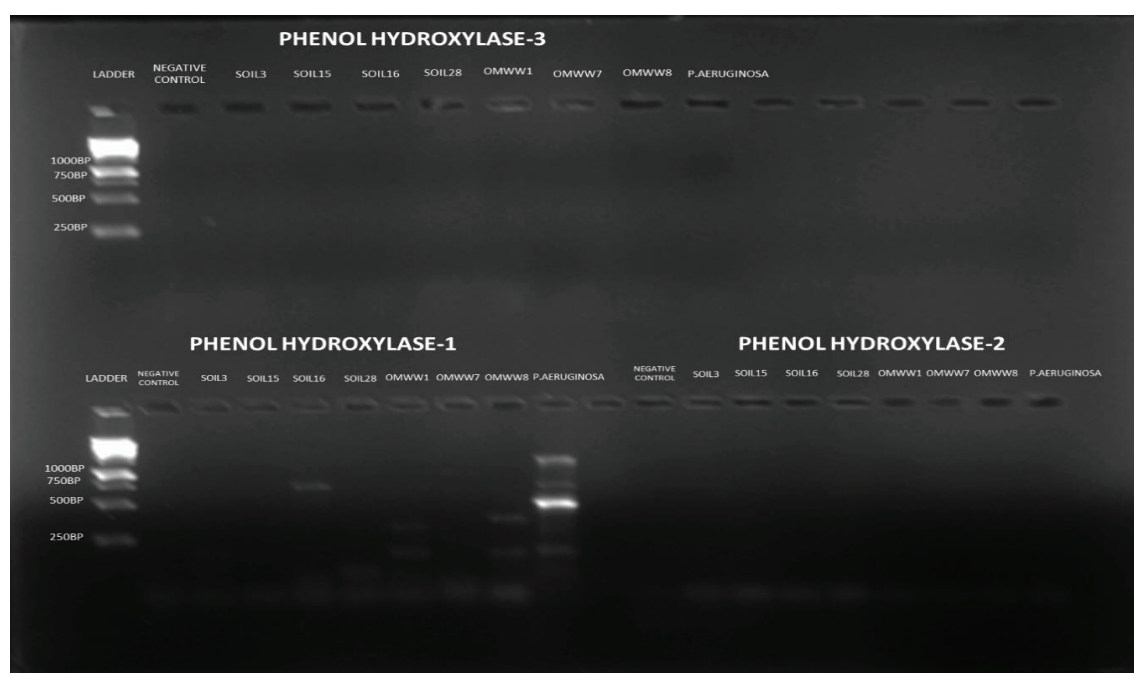 PHENOL HYDROXYLASE-3
LADDER NEGATIVE CONTROL SOIL3 SOIL15 SOIL16 SOIL28 OMWW1 OMWW7 OMWW8 P.AERUGINOSA
1000BP
750BP
500BP
250BP
PHENOL HYDROXYLASE-1 PHENOL HYDROXYLASE-2
LADDER NEGATIVE CONTROL SOIL3 SOIL15 SOIL16 SOIL28 OMWW1 OMWW7 OMWW8 P.AERUGINOSA NEGATIVE CONTROL SOIL3 SOIL15 SOIL16 SOIL28 OMWW1 OMWW7 OMWW8 P.AERUGINOSA
1000BP
750BP
500BP
250BP